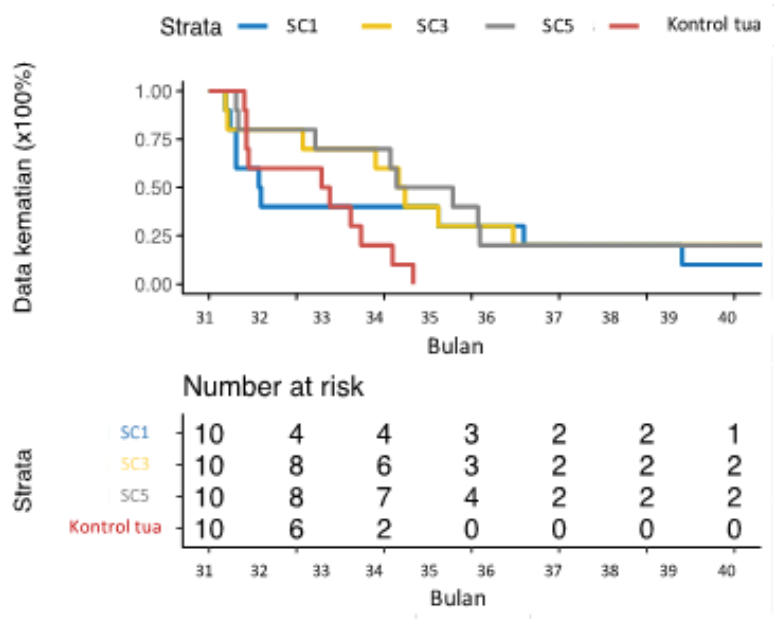 Strata SC1 SC3 SC5 Kontrol tua
Data kematian (x100%)
1.00
0.75
0.50
0.25
0.00
31 32 33 34 35 36 37 38 39 40
Bulan
Number at risk
Strata
SC1 10 4 4 3 2 2 1
SC3 10 8 6 3 2 2 2
SC5 10 8 7 4 2 2 2
Kontrol tua 10 6 2 0 0 0 0
31 32 33 34 35 36 37 38 39 40
Bulan